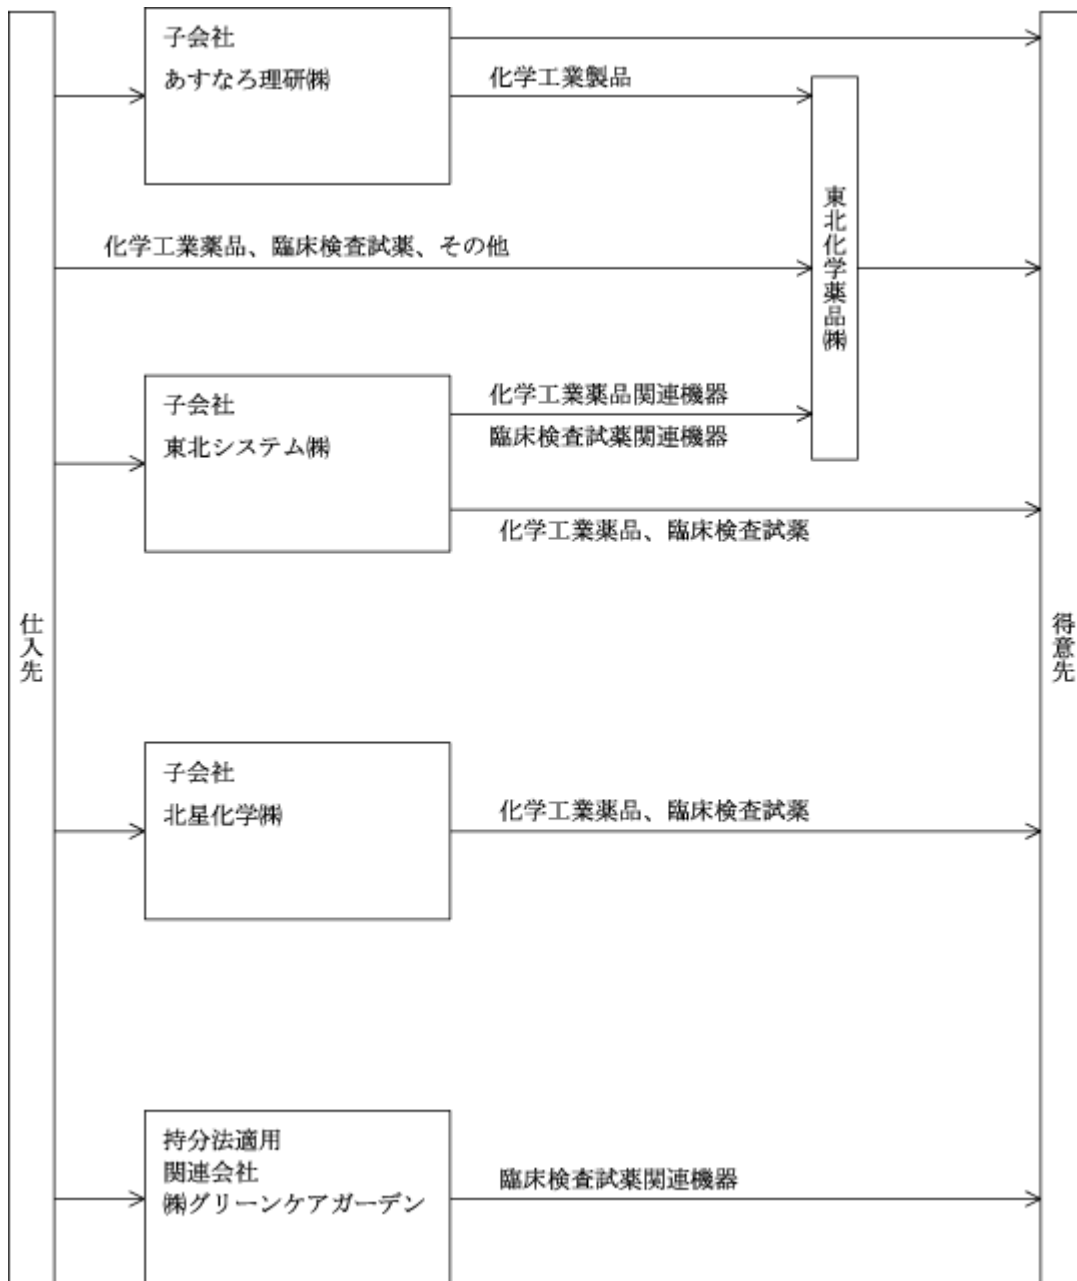 子会社
あすなろ理研㈱
化学工業製品
東北化学薬品㈱
化学工業薬品、臨床検査試薬、その他
子会社
東北システム㈱
化学工業薬品関連機器
臨床検査試薬関連機器
化学工業薬品、臨床検査試薬
仕入先
得意先
子会社
北星化学㈱
化学工業薬品、臨床検査試薬
持分法適用
関連会社
㈱グリーンケアガーデン
臨床検査試薬関連機器